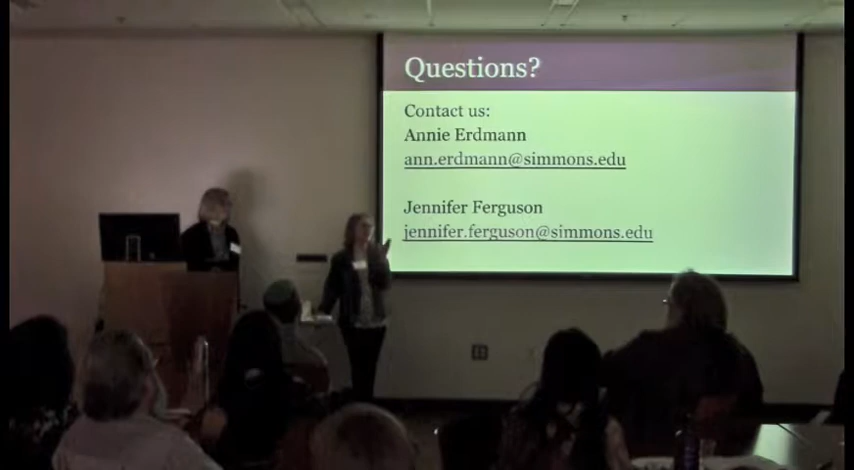 Questions?
Contact us:
Annie Erdmann
ann.erdmann@simmons.edu
Jennifer Ferguson
jennifer.ferguson@simmons.edu